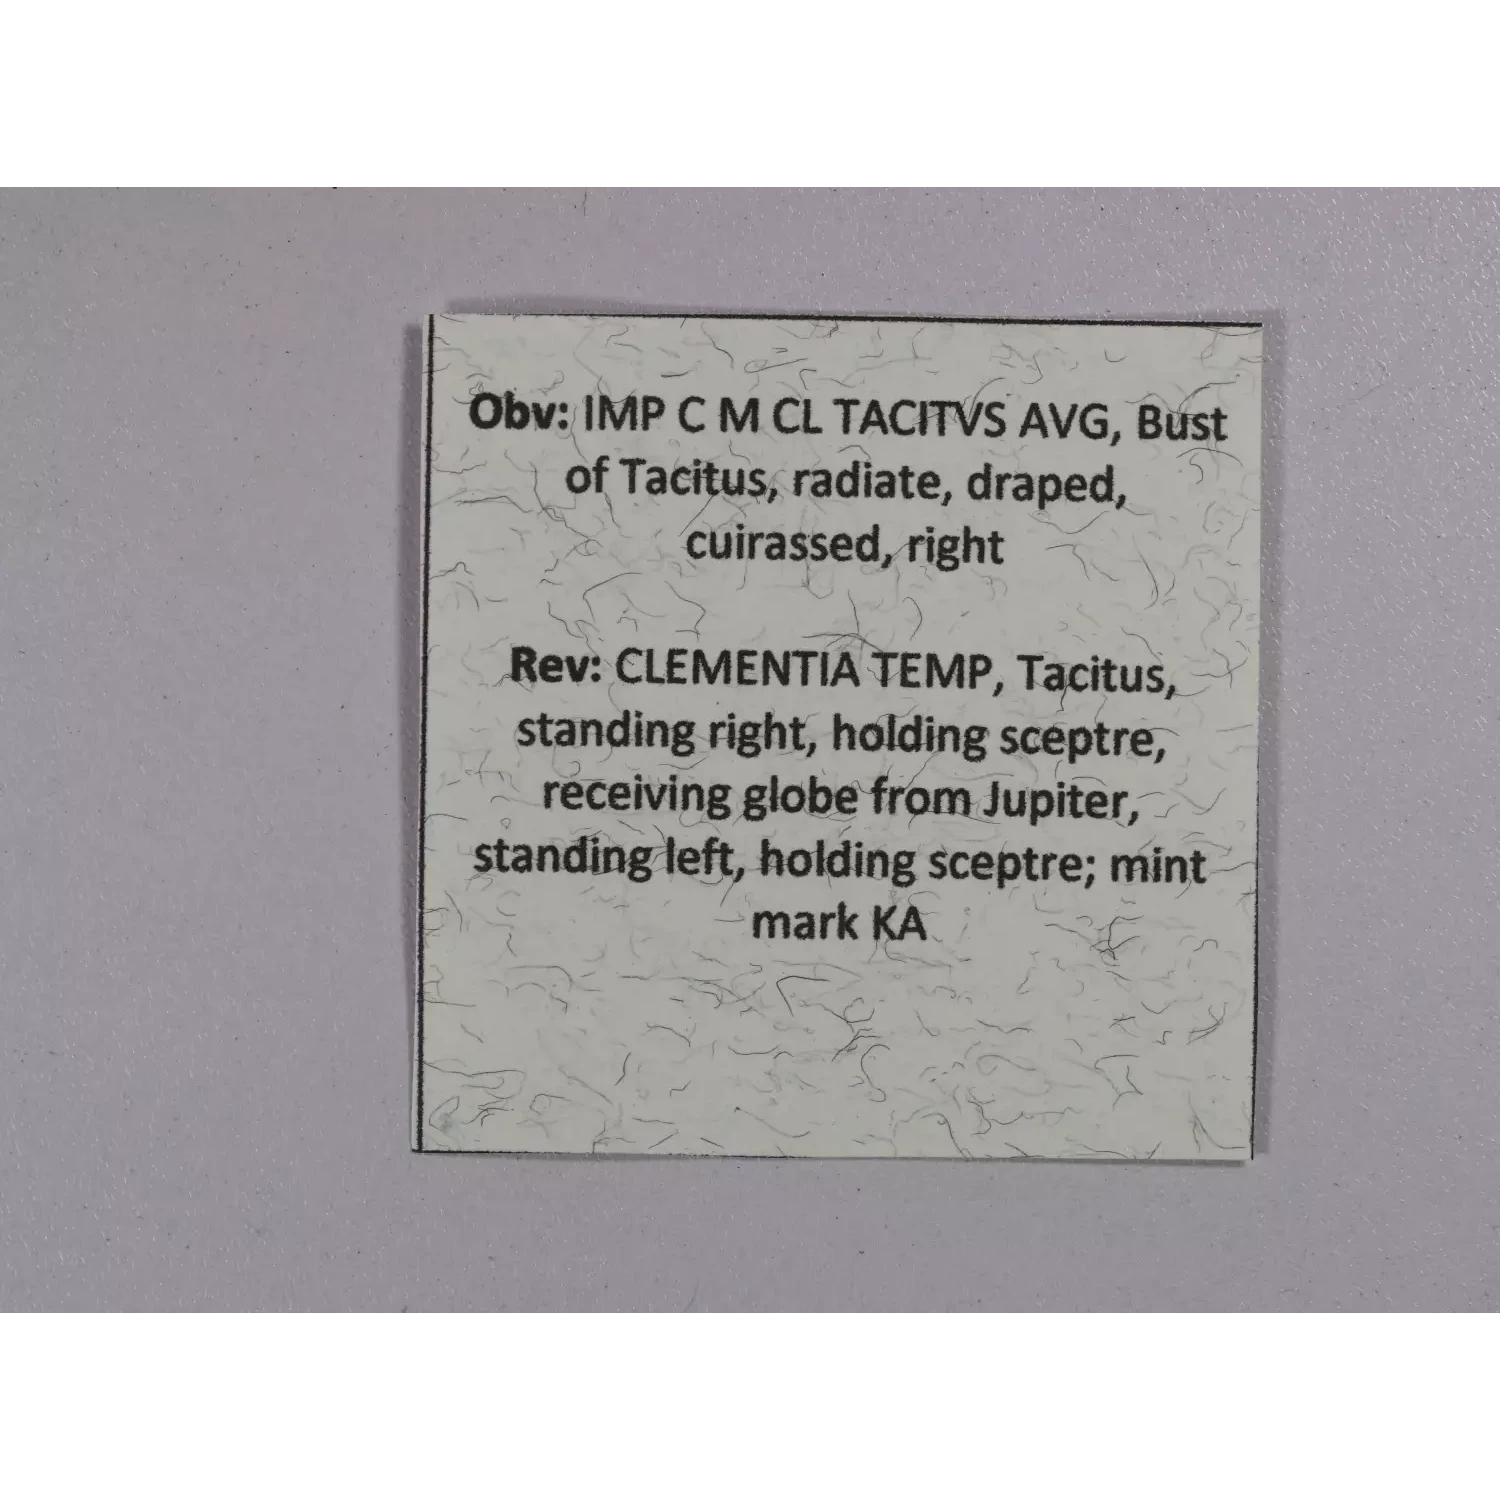 Obv: IMP C M CL TACITVS AVG, Bust
of Tacitus, radiate, draped,
cuirassed, right
Rev: CLEMENTIA TEMP, Tacitus,
standing right, holding sceptre,
receiving globe from Jupiter,
standing left, holding sceptre; mint
mark KA